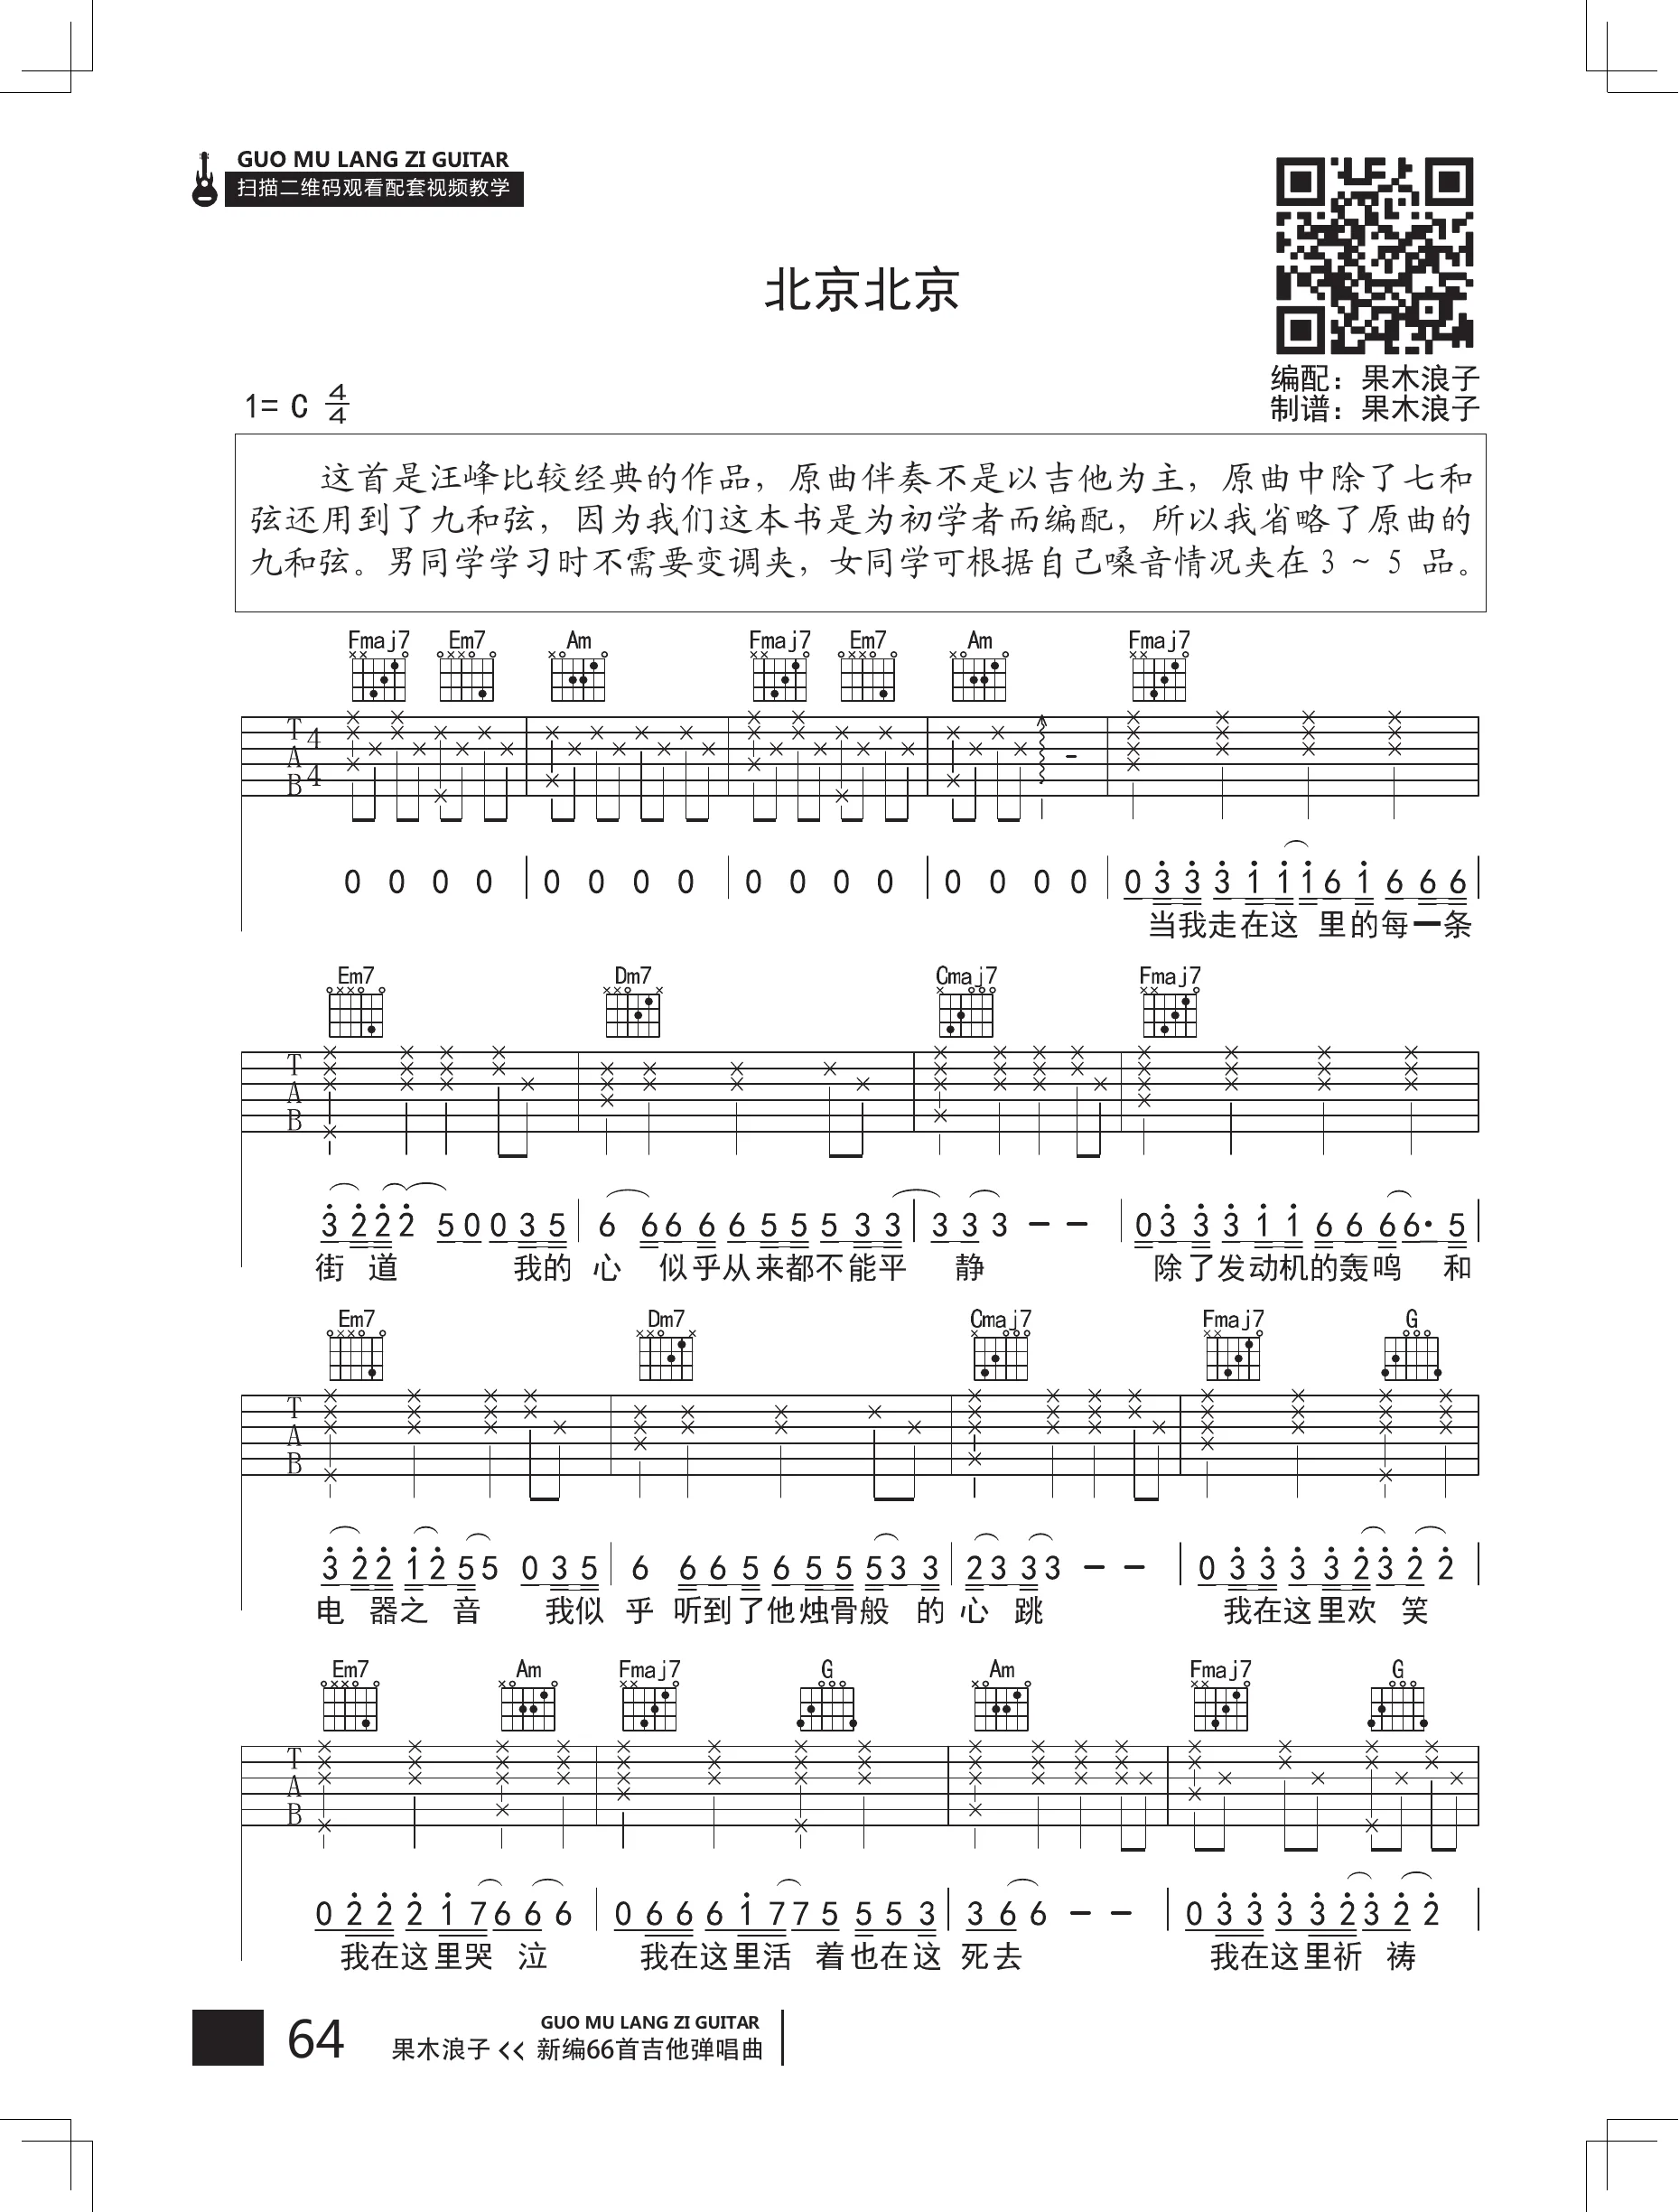 GUO MU LANG ZI GUITAR
扫描二维码观看配套视频教学
北京北京
编配：果木浪子
制谱：果木浪子
1= C 4/4
这首是汪峰比较经典的作品，原曲伴奏不是以吉他为主，原曲中除了七和
弦还用到了九和弦，因为我们这本书是为初学者而编配，所以我省略了原曲的
九和弦。男同学学习时不需要变调夹，女同学可根据自己嗓音情况夹在 3 ~ 5 品。
Fmaj7 Em7 Am Fmaj7 Em7 Am Fmaj7
T A B 4 4
0 0 0 0 | 0 0 0 0 | 0 0 0 0 | 0 0 0 0 | 0 3 3 3 1 1 1 6 1 6 6 6
当我走在这 里的每一条
Em7 Dm7 Cmaj7 Fmaj7
T A B
3 2 2 2 5 0 0 3 5 | 6 6 6 6 6 5 5 5 3 3 | 3 3 3 - - | 0 3 3 3 1 1 6 6 6 6· 5
街 道 我的 心 似乎从来都不能平 静 除了发动机的轰鸣 和
Em7 Dm7 Cmaj7 Fmaj7 G
T A B
3 2 2 1 2 5 5 0 3 5 | 6 6 6 5 6 5 5 5 3 3 | 2 3 3 3 - - | 0 3 3 3 3 2 3 2 2
电 器之 音 我似 乎 听到了他烛骨般 的 心 跳 我在这里欢 笑
Em7 Am Fmaj7 G Am Fmaj7 G
T A B
0 2 2 2 1 7 6 6 6 | 0 6 6 6 1 7 7 5 5 5 3 | 3 6 6 - - | 0 3 3 3 3 2 3 2 2
我在这里哭 泣 我在这里活 着也在这 死去 我在这里祈 祷
64
果木浪子 << GUO MU LANG ZI GUITAR
新编66首吉他弹唱曲